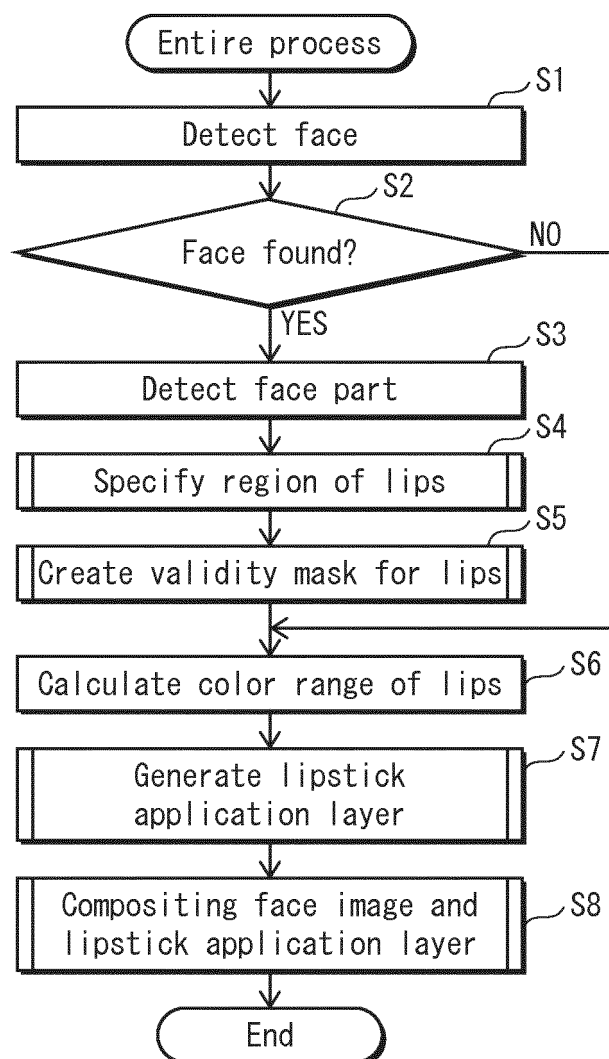 Entire process
S1
Detect face
S2
Face found?
NO
YES
S3
Detect face part
S4
Specify region of lips
S5
Create validity mask for lips
S6
Calculate color range of lips
S7
Generate lipstick
application layer
S8
Compositing face image and
lipstick application layer
End